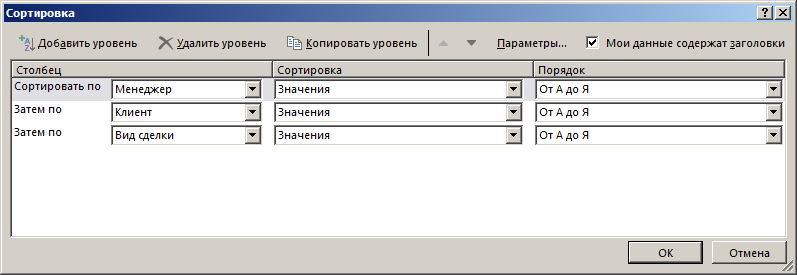 Сортировка
Добавить уровень Удалить уровень Копировать уровень Параметры... Мои данные содержат заголовки
Столбец Сортировка Порядок
Сортировать по Менеджер Значения От А до Я
Затем по Клиент Значения От А до Я
Затем по Вид сделки Значения От А до Я
ОК Отмена